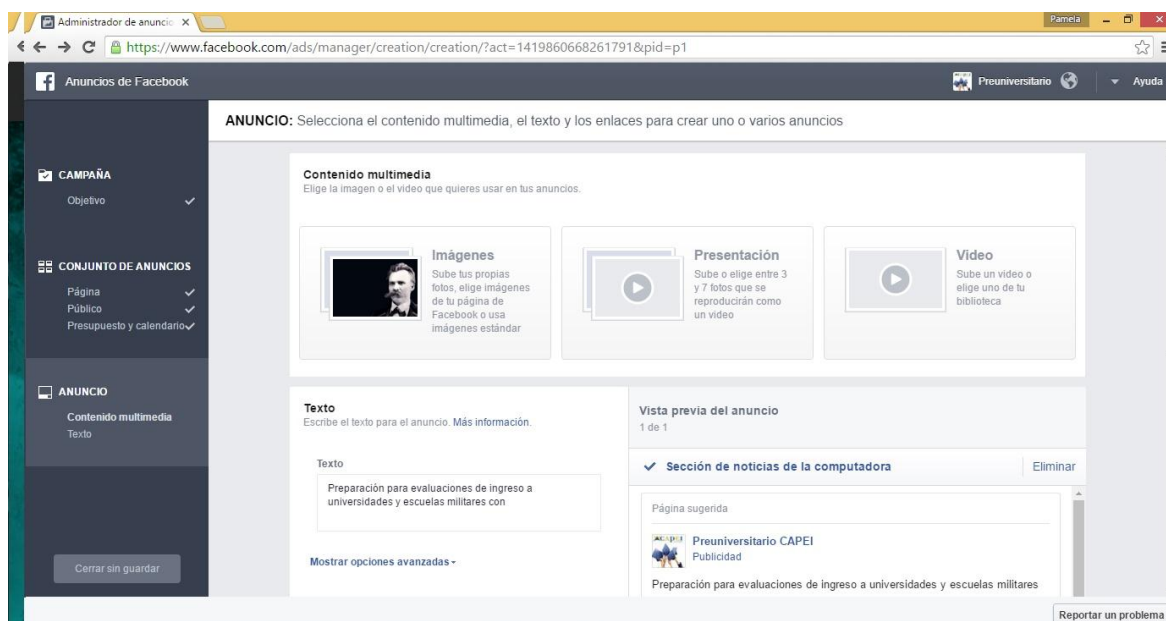 Administrador de anuncio
Pamela
https://www.facebook.com/ads/manager/creation/creation/?act=1419860668261791&pid=p1
Anuncios de Facebook
Preuniversitario
Ayuda
ANUNCIO: Selecciona el contenido multimedia, el texto y los enlaces para crear uno o varios anuncios
CAMPAÑA
Objetivo
CONJUNTO DE ANUNCIOS
Página
Público
Presupuesto y calendario
ANUNCIO
Contenido multimedia
Texto
Cerrar sin guardar
Contenido multimedia
Elige la imagen o el video que quieres usar en tus anuncios.
Imágenes
Sube tus propias
fotos, elige imágenes
de tu página de
Facebook o usa
imágenes estándar
Presentación
Sube o elige entre 3
y 7 fotos que se
reproducirán como
un video
Video
Sube un video o
elige uno de tu
biblioteca
Texto
Escribe el texto para el anuncio. Más información.
Texto
Preparación para evaluaciones de ingreso a
universidades y escuelas militares con
Mostrar opciones avanzadas
Vista previa del anuncio
1 de 1
Sección de noticias de la computadora
Eliminar
Página sugerida
Preuniversitario CAPEI
Publicidad
Preparación para evaluaciones de ingreso a universidades y escuelas militares
Reportar un problema